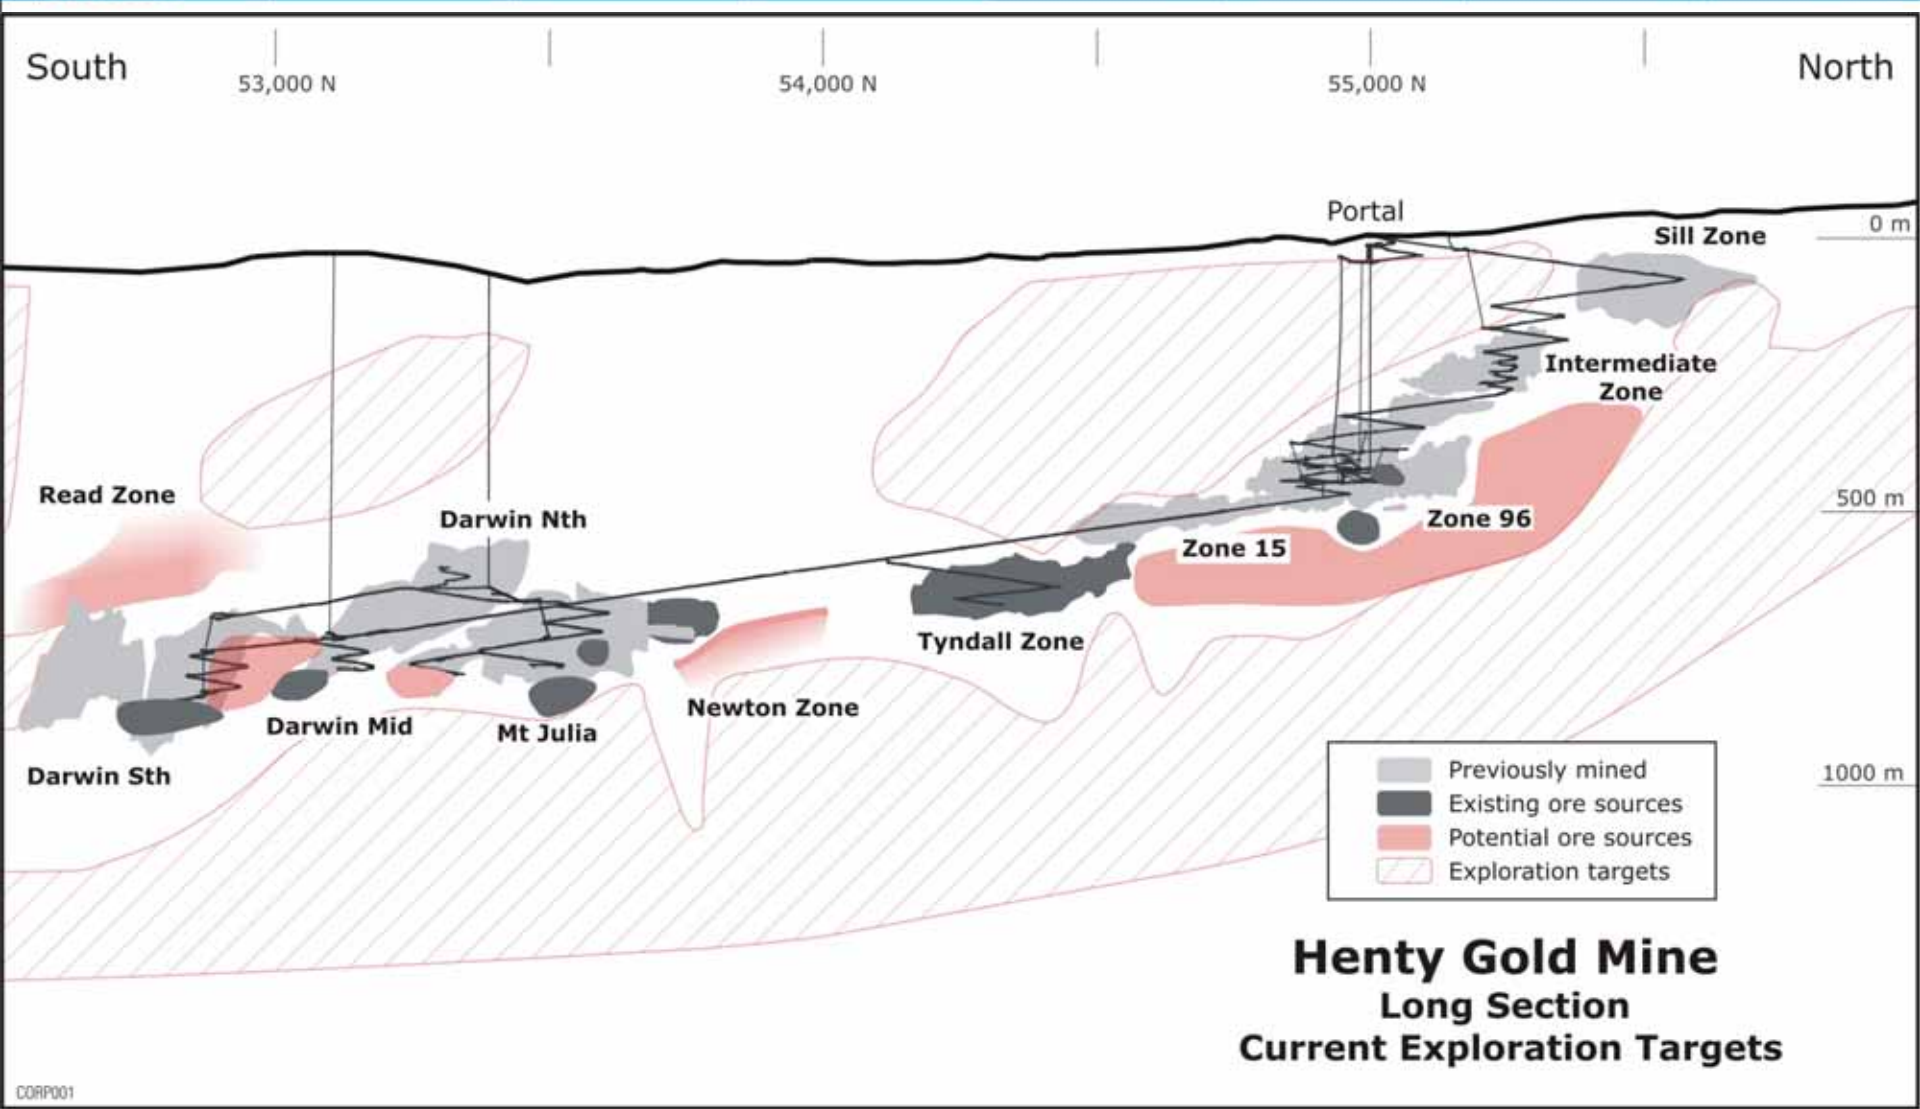 South
North
53,000 N
54,000 N
55,000 N
Portal
0 m
Sill Zone
Intermediate
Zone
Read Zone
500 m
Darwin Nth
Zone 96
Zone 15
Tyndall Zone
Newton Zone
Darwin Mid
Mt Julia
Darwin Sth
1000 m
Previously mined
Existing ore sources
Potential ore sources
Exploration targets
Henty Gold Mine
Long Section
Current Exploration Targets
CORP001